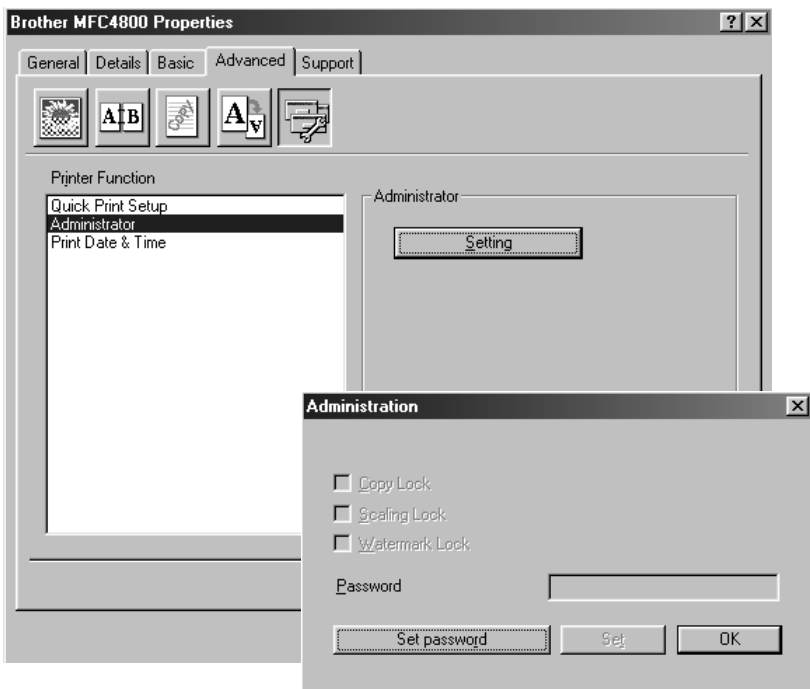 Brother MFC4800 Properties
General Details Basic Advanced Support
A B COPY A A
Printer Function
Quick Print Setup
Administrator
Print Date & Time
Administrator
Setting
Administration
Copy Lock
Scaling Lock
Watermark Lock
Password
Set password Set OK